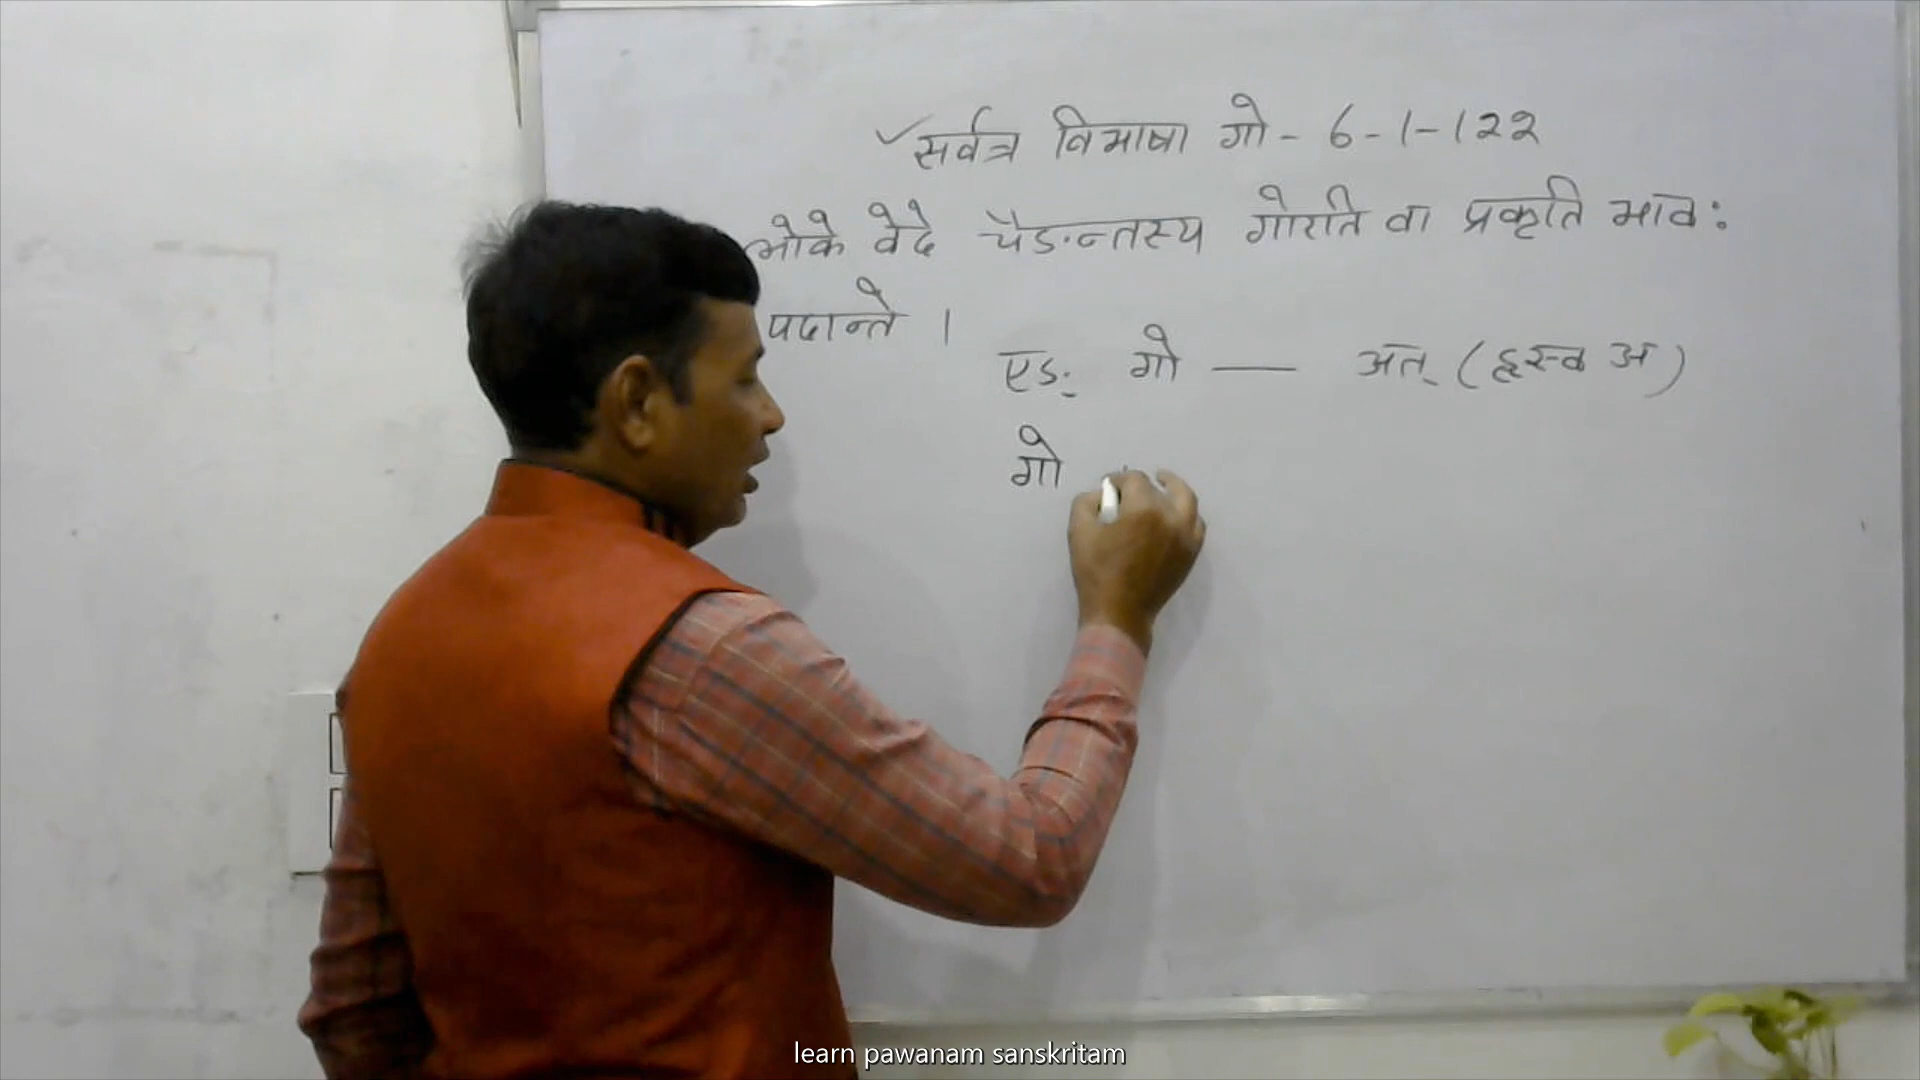 ✓सर्वत्र विभाषा गो - 6-1-122
लोके वेदे चैङन्तस्य गोरति वा प्रकृति भाव:
पदान्ते ।
एङ् गो — अत् (ह्रस्व अ)
गो
learn pawanam sanskritam